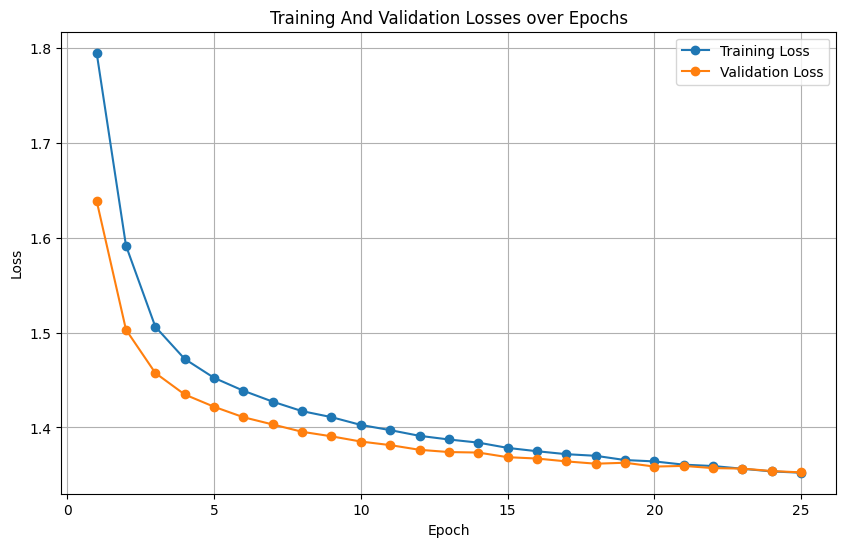 Training And Validation Losses over Epochs
Training Loss
Validation Loss
1.8
1.7
1.6
1.5
1.4
Loss
0
5
10
15
20
25
Epoch